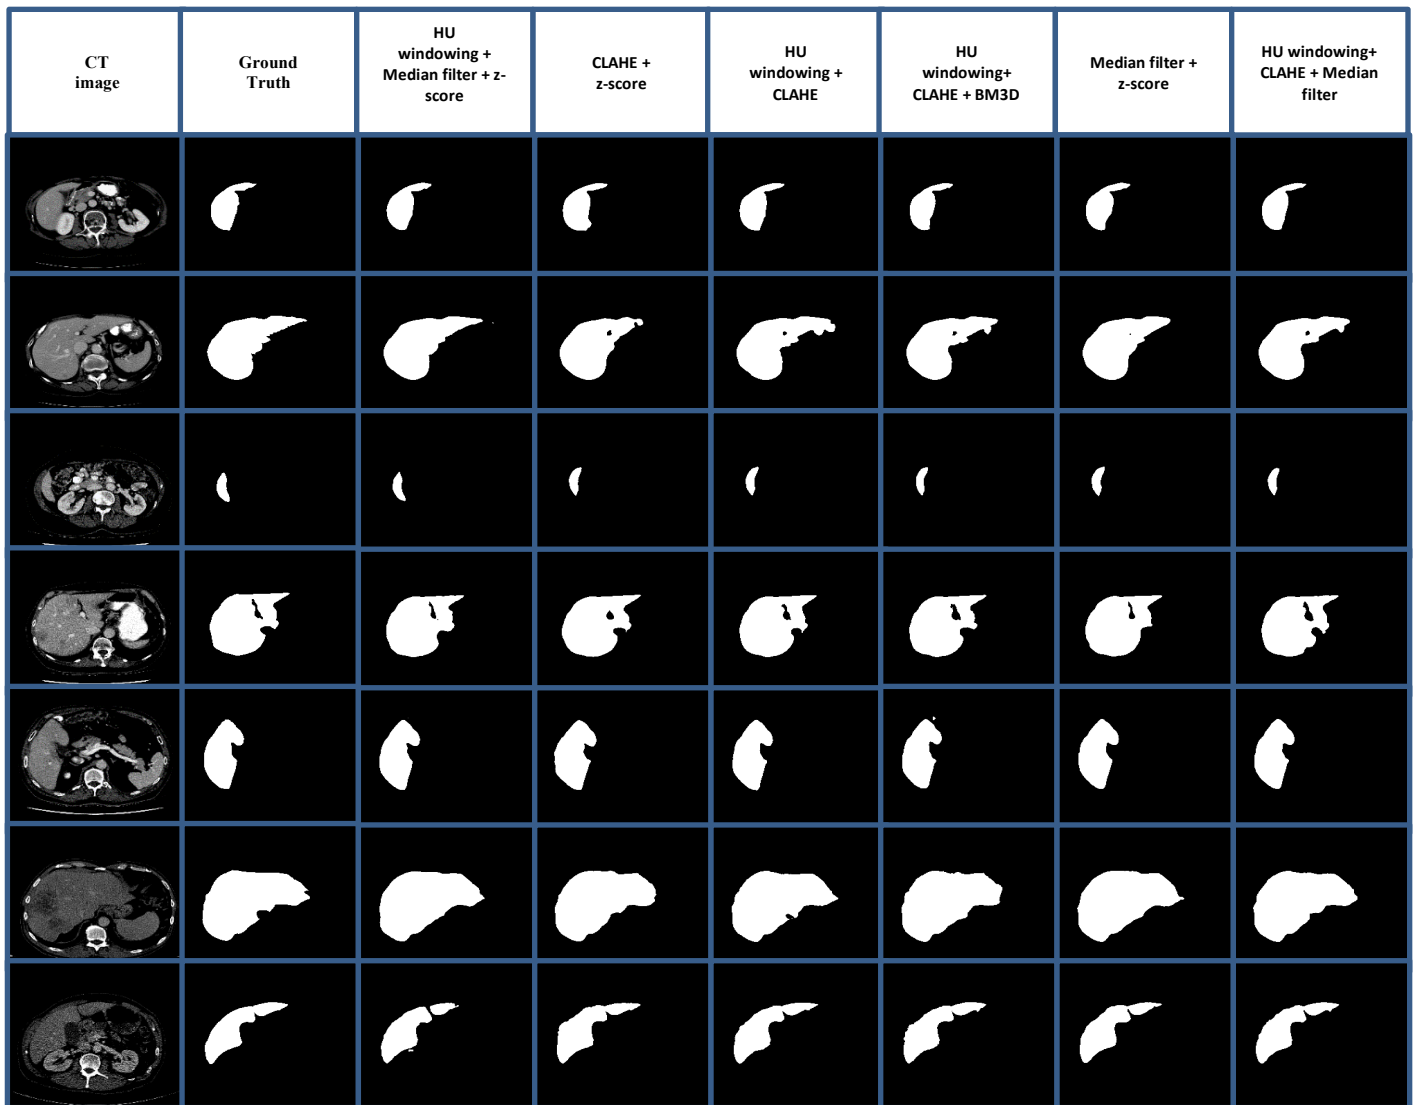 CT
image
Ground
Truth
HU
windowing +
Median filter + z-
score
CLAHE +
z-score
HU
windowing +
CLAHE
HU
windowing+
CLAHE + BM3D
Median filter +
z-score
HU windowing+
CLAHE + Median
filter